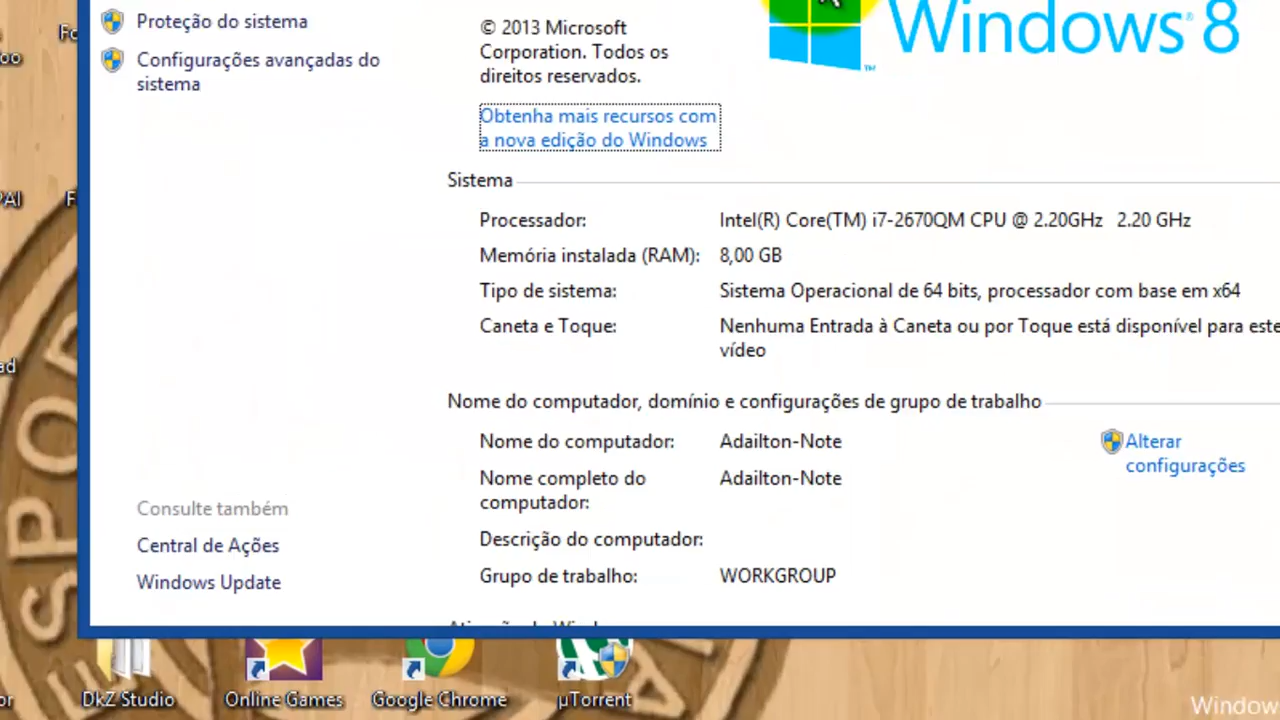 Proteção do sistema
Configurações avançadas do
sistema
© 2013 Microsoft
Corporation. Todos os
direitos reservados.
Windows® 8
™
Obtenha mais recursos com
a nova edição do Windows
Sistema
Processador: Intel(R) Core(TM) i7-2670QM CPU @ 2.20GHz 2.20 GHz
Memória instalada (RAM): 8,00 GB
Tipo de sistema: Sistema Operacional de 64 bits, processador com base em x64
Caneta e Toque: Nenhuma Entrada à Caneta ou por Toque está disponível para este
vídeo
Nome do computador, domínio e configurações de grupo de trabalho
Nome do computador: Adailton-Note
Alterar
configurações
Nome completo do Adailton-Note
computador:
Descrição do computador:
Grupo de trabalho: WORKGROUP
Consulte também
Central de Ações
Windows Update
DkZ Studio
Online Games
Google Chrome
µTorrent
Window